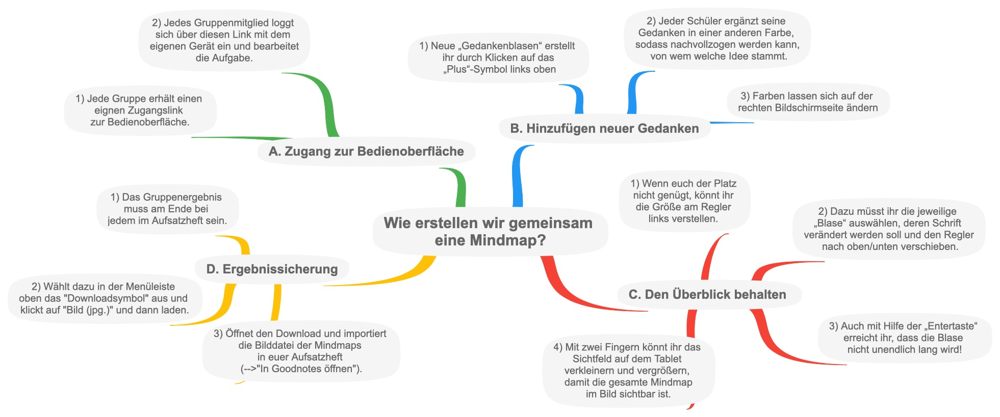 Wie erstellen wir gemeinsam
eine Mindmap?
A. Zugang zur Bedienoberfläche
1) Jede Gruppe erhält einen
eignen Zugangslink
zur Bedienoberfläche.
2) Jedes Gruppenmitglied loggt
sich über diesen Link mit dem
eigenen Gerät ein und bearbeitet
die Aufgabe.
B. Hinzufügen neuer Gedanken
1) Neue „Gedankenblasen“ erstellt
ihr durch Klicken auf das
„Plus“-Symbol links oben
2) Jeder Schüler ergänzt seine
Gedanken in einer anderen Farbe,
sodass nachvollzogen werden kann,
von wem welche Idee stammt.
3) Farben lassen sich auf der
rechten Bildschirmseite ändern
C. Den Überblick behalten
1) Wenn euch der Platz
nicht genügt, könnt ihr
die Größe am Regler
links verstellen.
2) Dazu müsst ihr die jeweilige
„Blase“ auswählen, deren Schrift
verändert werden soll und den Regler
nach oben/unten verschieben.
3) Auch mit Hilfe der „Entertaste“
erreicht ihr, dass die Blase
nicht unendlich lang wird!
4) Mit zwei Fingern könnt ihr das
Sichtfeld auf dem Tablet
verkleinern und vergrößern,
damit die gesamte Mindmap
im Bild sichtbar ist.
D. Ergebnissicherung
1) Das Gruppenergebnis
muss am Ende bei
jedem im Aufsatzheft sein.
2) Wählt dazu in der Menüleiste
oben das "Downloadsymbol" aus und
klickt auf "Bild (jpg.)" und dann laden.
3) Öffnet den Download und importiert
die Bilddatei der Mindmaps
in euer Aufsatzheft
(-->"In Goodnotes öffnen").